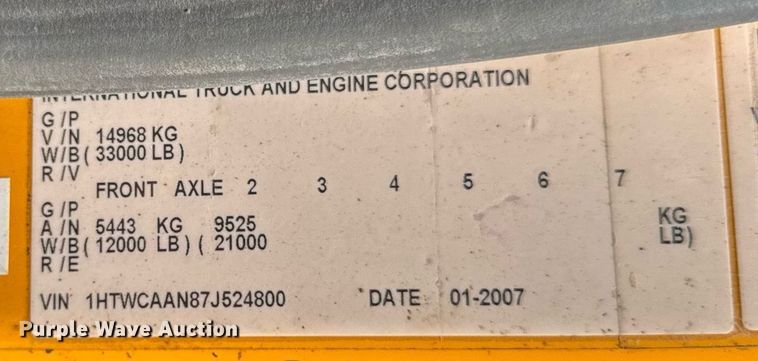 INTERNATIONAL TRUCK AND ENGINE CORPORATION
G /P
V /N 14968 KG
W/B ( 33000 LB )
R /V
FRONT AXLE 2 3 4 5 6 7
G /P
A /N 5443 KG 9525 KG
W/B ( 12000 LB ) ( 21000 LB)
R /E
VIN 1HTWCAAN87J524800 DATE 01-2007
Purple Wave Auction